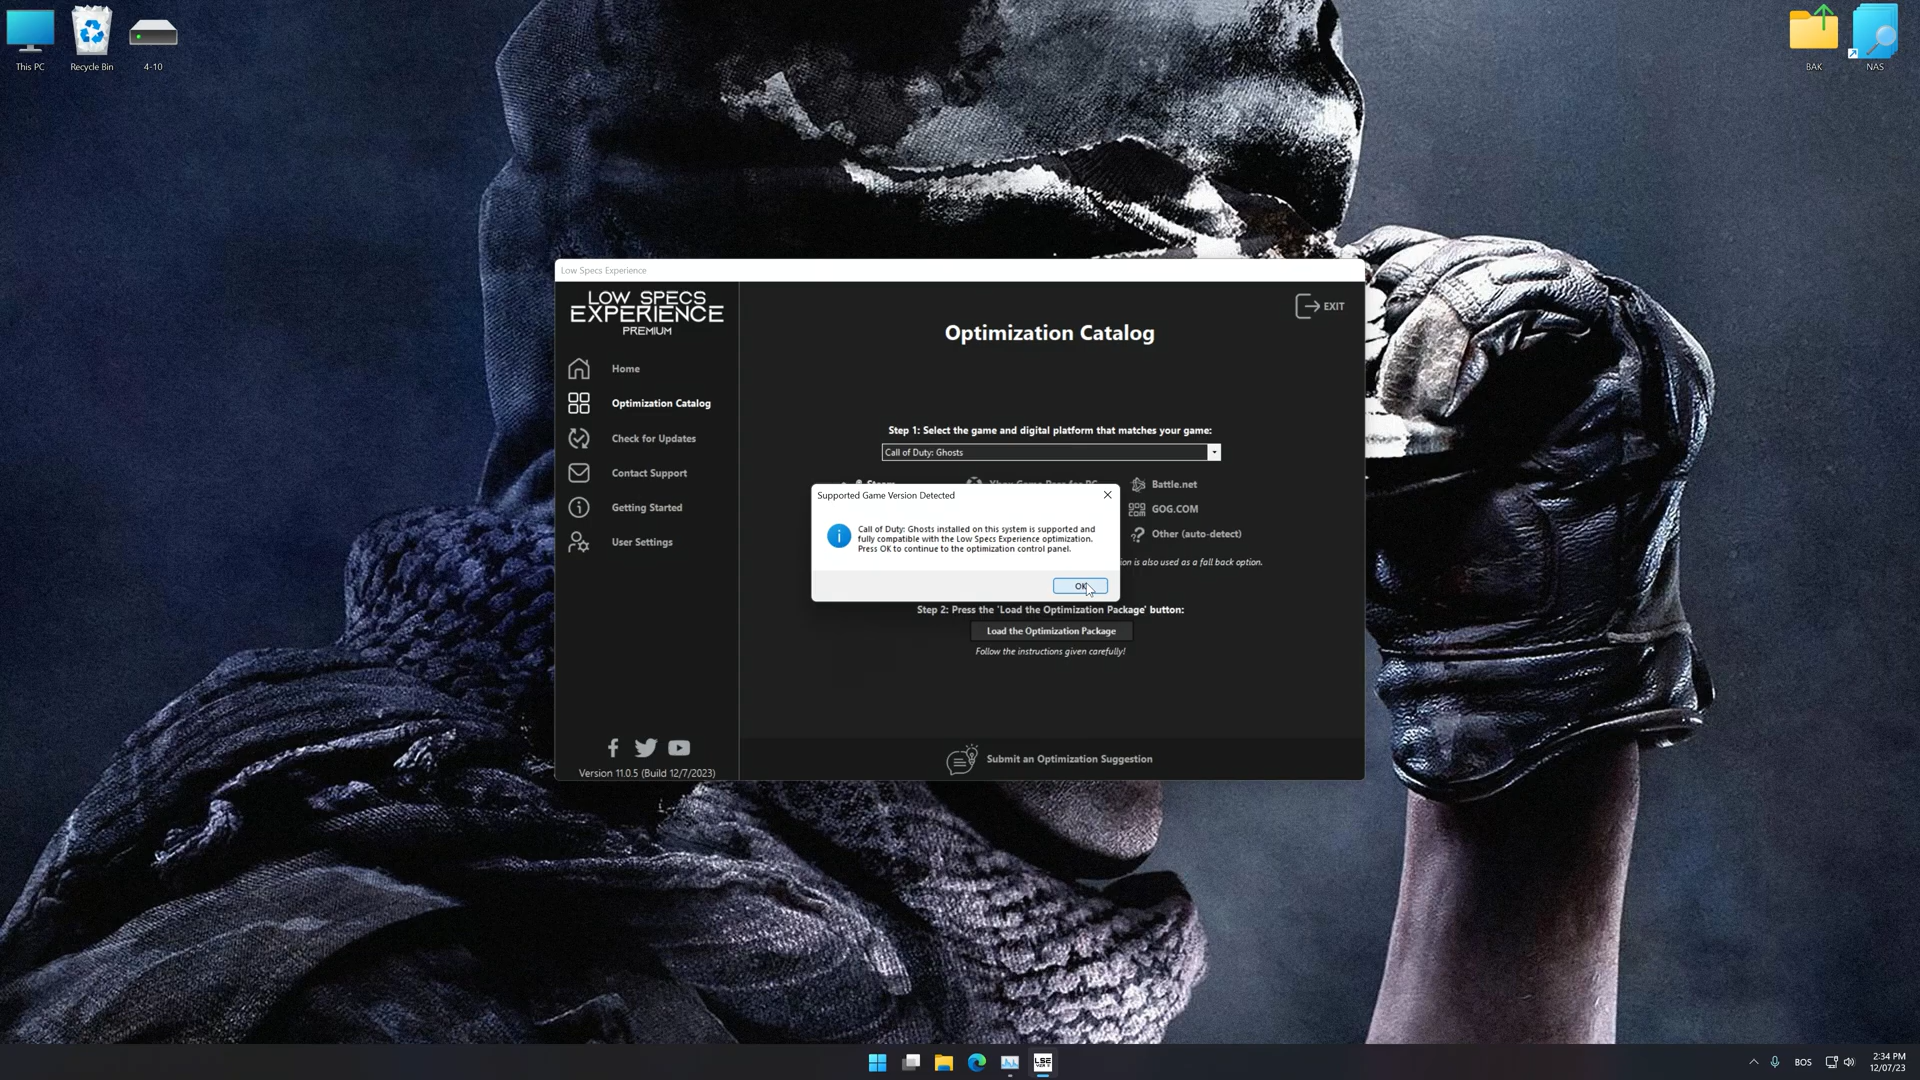 This PC
Recycle Bin
4-10
BAK
NAS
Low Specs Experience
LOW SPECS
EXPERIENCE
PREMIUM
EXIT
Optimization Catalog
Home
Optimization Catalog
Check for Updates
Contact Support
Getting Started
User Settings
Step 1: Select the game and digital platform that matches your game:
Call of Duty: Ghosts
Battle.net
GOG.COM
Other (auto-detect)
ion is also used as a fall back option.
Supported Game Version Detected
Call of Duty: Ghosts installed on this system is supported and
fully compatible with the Low Specs Experience optimization.
Press OK to continue to the optimization control panel.
OK
Step 2: Press the 'Load the Optimization Package' button:
Load the Optimization Package
Follow the instructions given carefully!
Submit an Optimization Suggestion
Version 11.0.5 (Build 12/7/2023)
LSE
BOS
2:34 PM
12/07/23